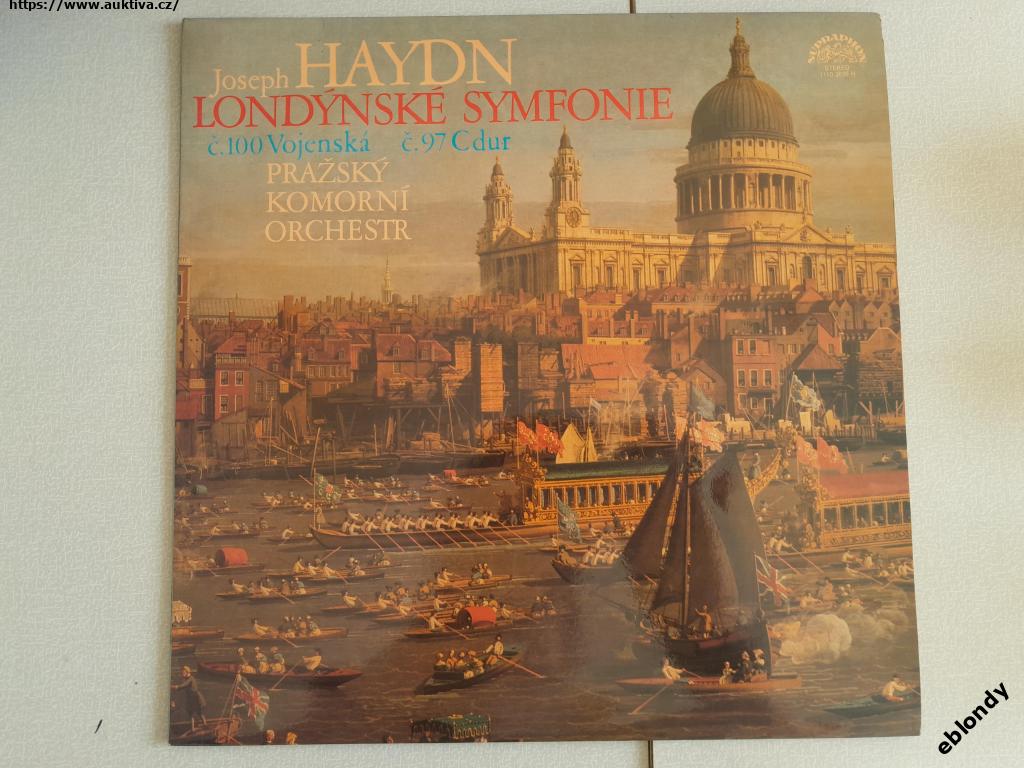 https://www.auktiva.cz/
Joseph HAYDN
LONDÝNSKÉ SYMFONIE
č.100 Vojenská č.97 C dur
PRAŽSKÝ
KOMORNÍ
ORCHESTR
SUPRAPHON
STEREO
eblondy